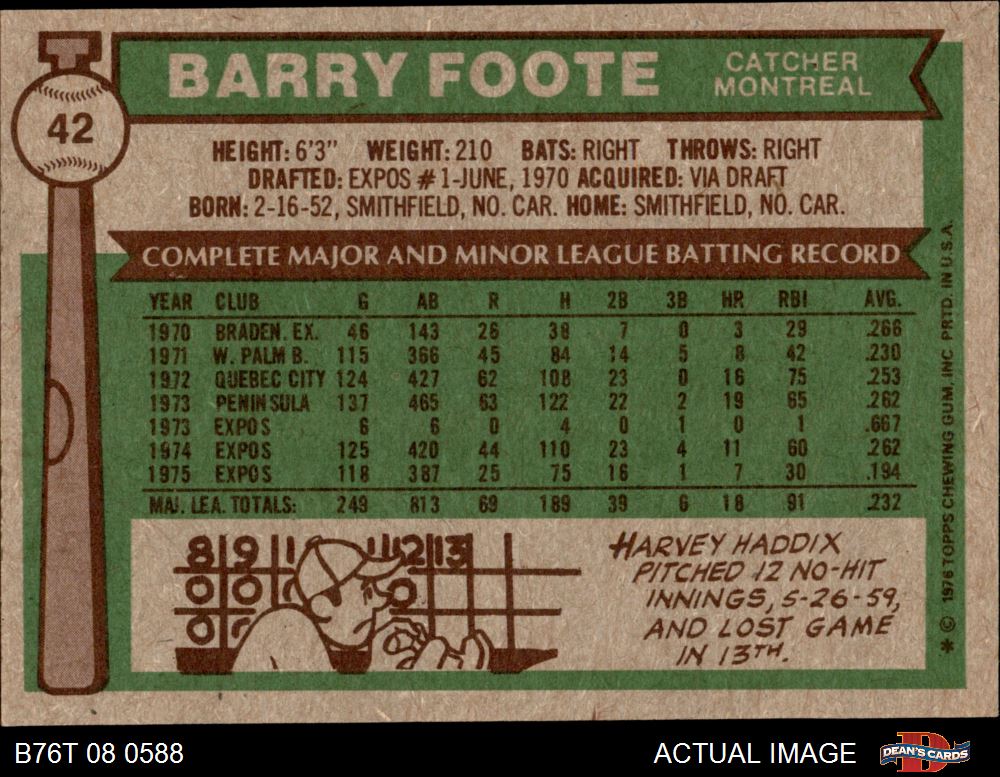 BARRY FOOTE
CATCHER
MONTREAL
42
HEIGHT: 6'3" WEIGHT: 210 BATS: RIGHT THROWS: RIGHT
DRAFTED: EXPOS #1-JUNE, 1970 ACQUIRED: VIA DRAFT
BORN: 2-16-52, SMITHFIELD, NO. CAR. HOME: SMITHFIELD, NO. CAR.
COMPLETE MAJOR AND MINOR LEAGUE BATTING RECORD
YEAR CLUB G AB R H 2B 3B HR RBI AVG.
1970 BRADEN. EX. 46 143 26 38 7 0 3 29 .266
1971 W. PALM B. 115 366 45 84 14 5 8 42 .230
1972 QUEBEC CITY 124 427 62 108 23 0 16 75 .253
1973 PENINSULA 137 465 63 122 22 2 19 65 .262
1973 EXPOS 6 6 0 4 0 1 0 1 .667
1974 EXPOS 125 420 44 110 23 4 11 60 .262
1975 EXPOS 118 387 25 75 16 1 7 30 .194
MAJ. LEA. TOTALS: 249 813 69 189 39 6 18 91 .232
8 9 1 12 13
0 0 0
0
HARVEY HADDIX
PITCHED 12 NO-HIT
INNINGS, 5-26-59,
AND LOST GAME
IN 13TH.
* © 1976 TOPPS CHEWING GUM, INC. PRTD. IN U.S.A.
B76T 08 0588
ACTUAL IMAGE
DEAN'S CARDS